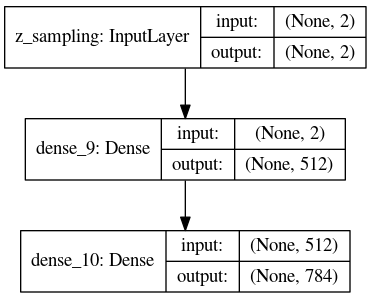 z_sampling: InputLayer
input: (None, 2)
output: (None, 2)
dense_9: Dense
input: (None, 2)
output: (None, 512)
dense_10: Dense
input: (None, 512)
output: (None, 784)